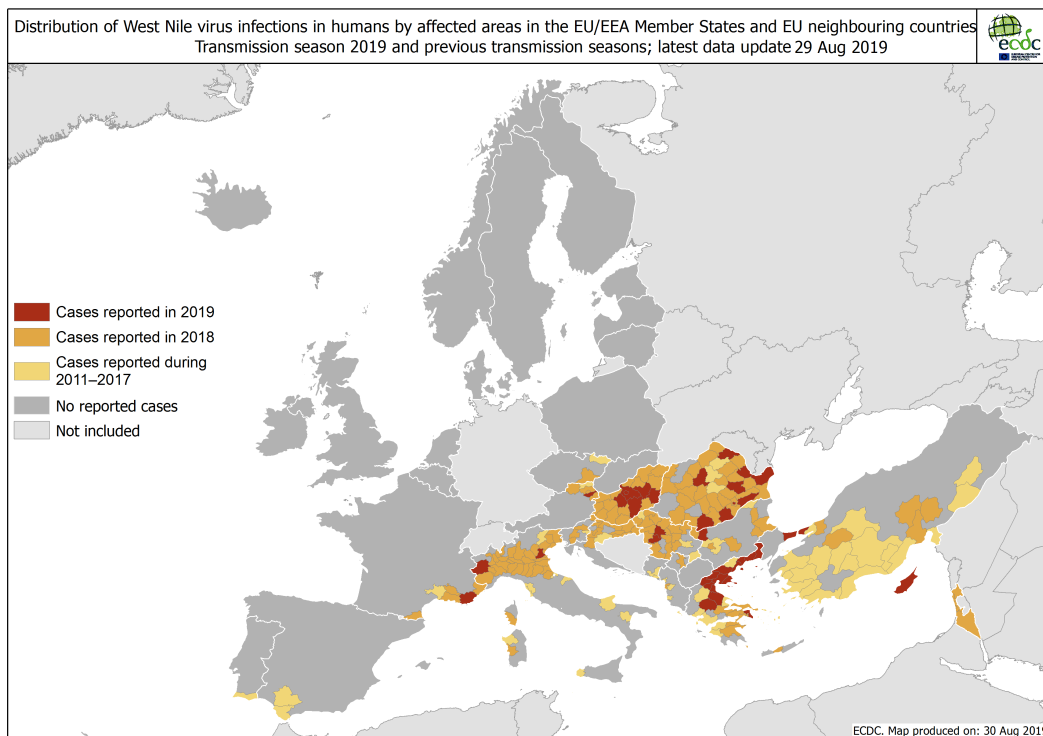 Distribution of West Nile virus infections in humans by affected areas in the EU/EEA Member States and EU neighbouring countries
Transmission season 2019 and previous transmission seasons; latest data update 29 Aug 2019
ecdc
Cases reported in 2019
Cases reported in 2018
Cases reported during
2011–2017
No reported cases
Not included
ECDC. Map produced on: 30 Aug 2019